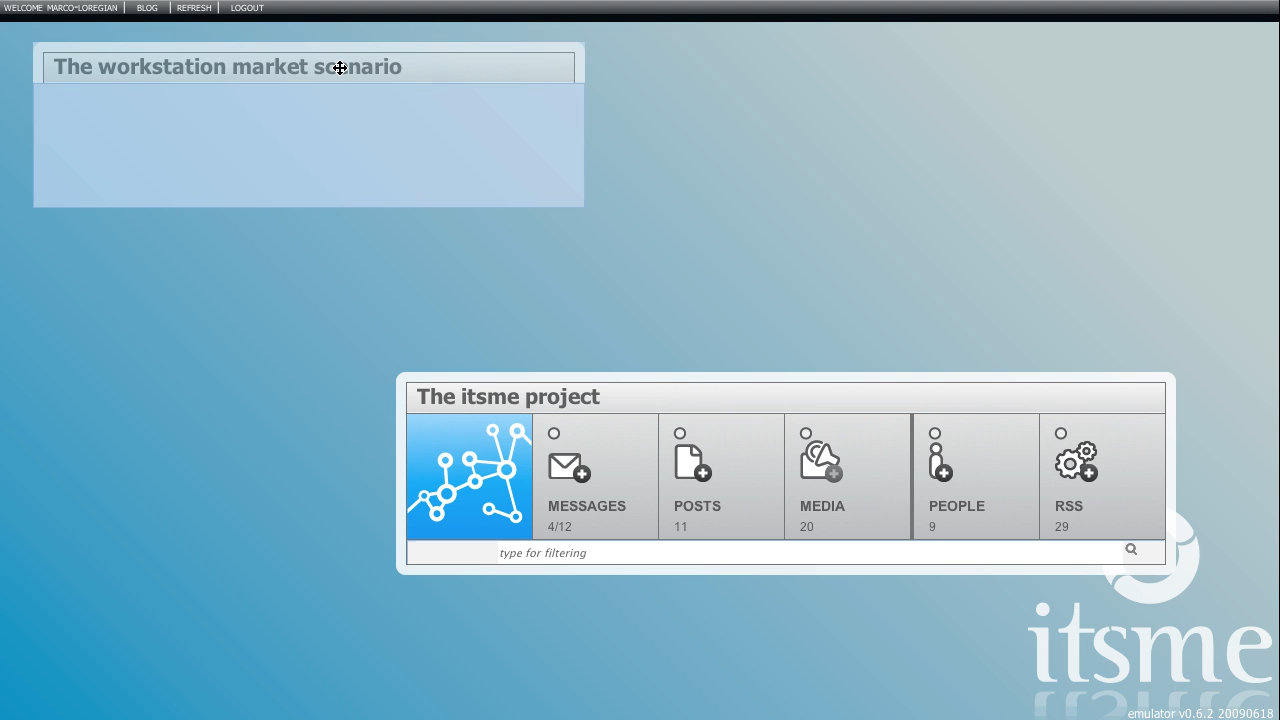 WELCOME MARCO-LOREGIAN | BLOG | REFRESH | LOGOUT
The workstation market scenario
The itsme project
MESSAGES POSTS MEDIA PEOPLE RSS
4/12 11 20 9 29
type for filtering
itsme
emulator v0.6.2 20090618